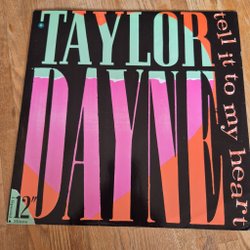 TAYLOR
DAYNE
tell it to my heart
12"